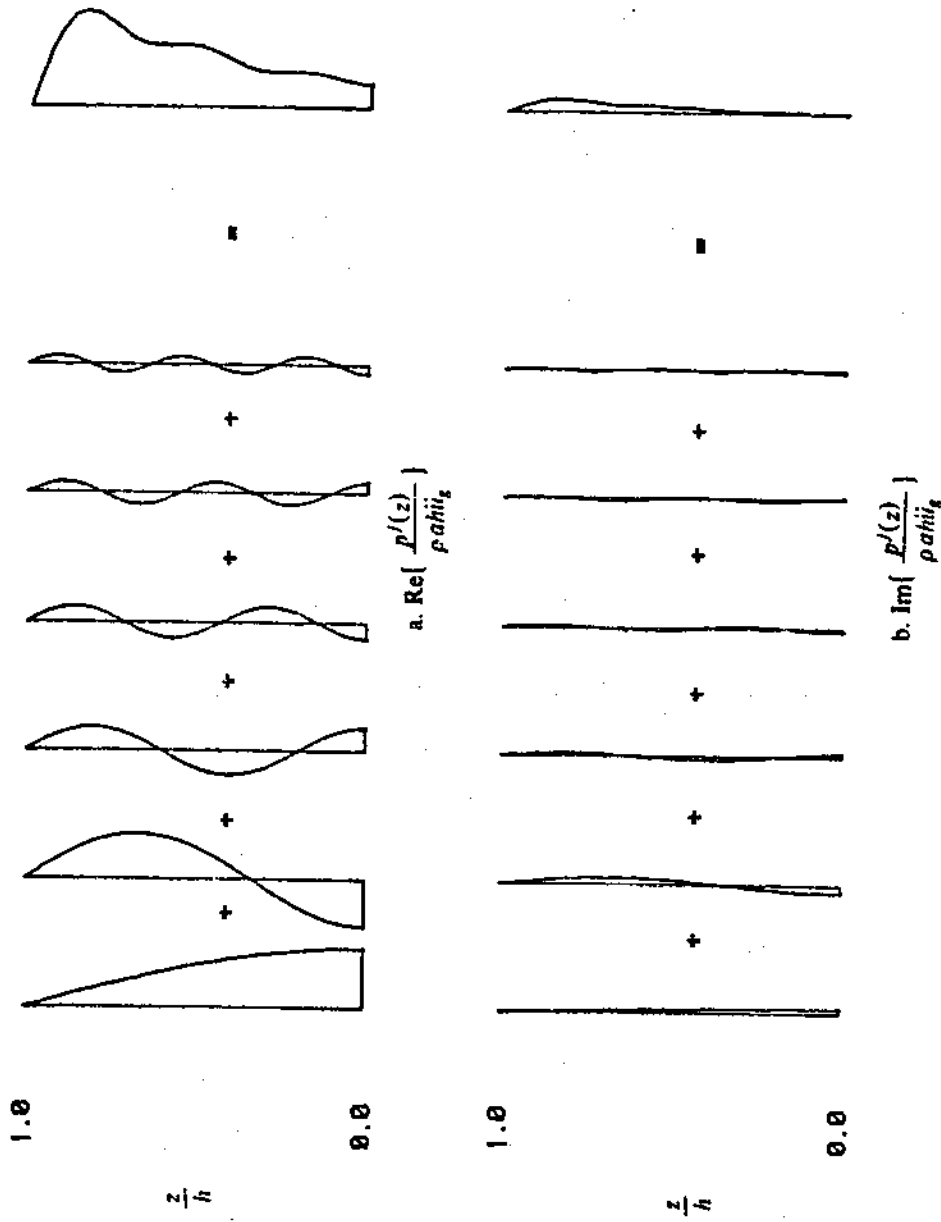 1.0
z/h
0.0
+ + + + + =
a. Re{ p^J(z) / ρahü_g }
1.0
z/h
0.0
+ + + + + =
b. Im{ p^J(z) / ρahü_g }